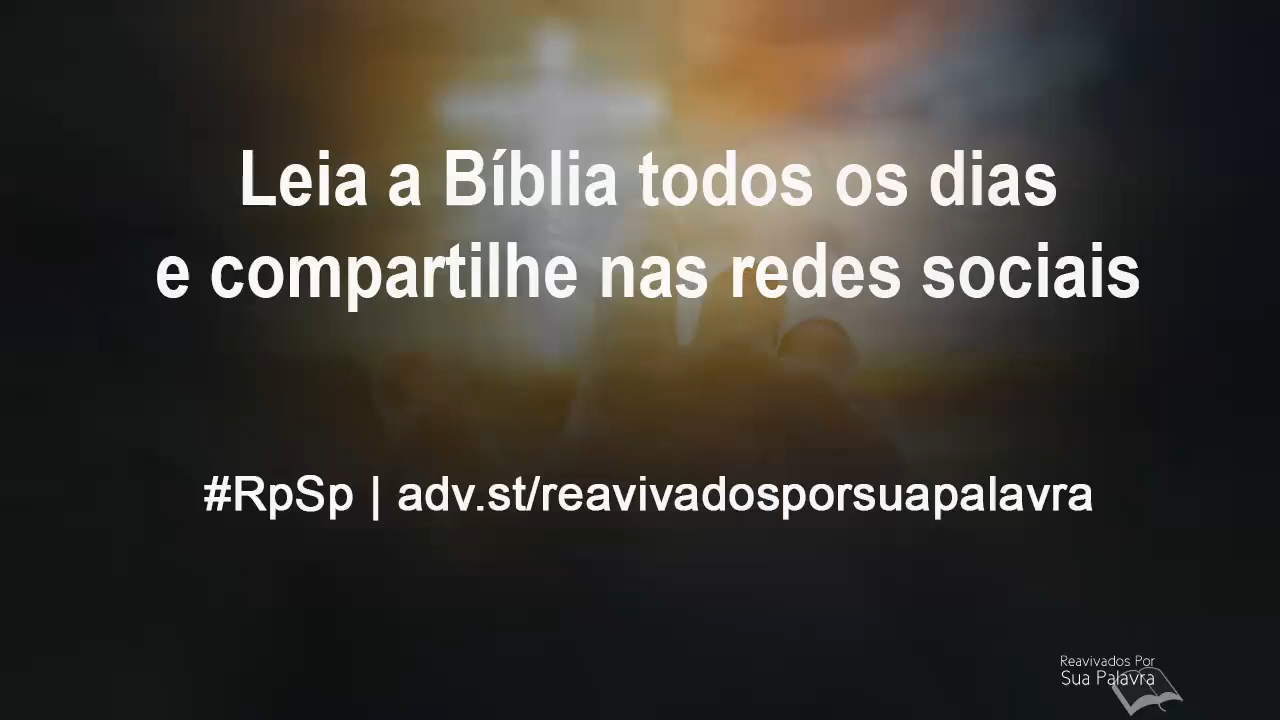 Leia a Bíblia todos os dias
e compartilhe nas redes sociais
#RpSp | adv.st/reavivadosporsuapalavra
Reavivados Por
Sua Palavra